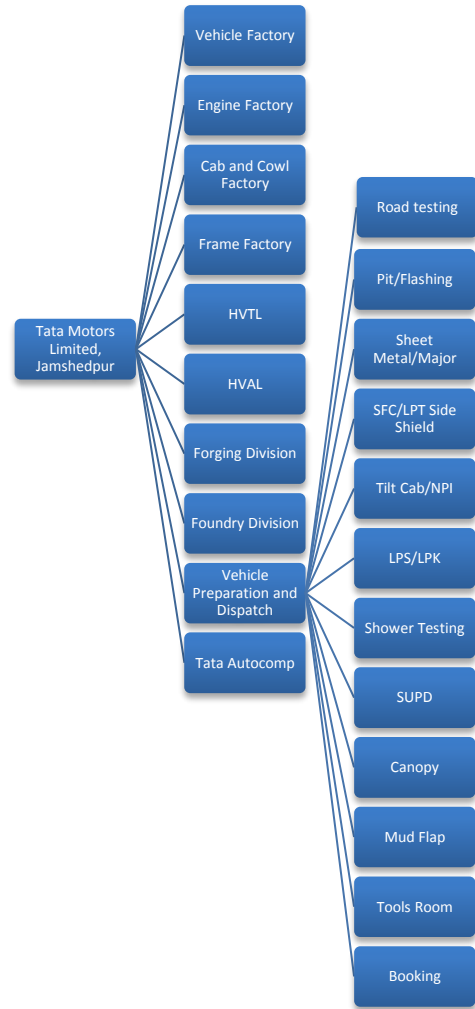 Vehicle Factory
Engine Factory
Cab and Cowl
Factory
Frame Factory
Tata Motors
Limited,
Jamshedpur
HVTL
HVAL
Forging Division
Foundry Division
Vehicle
Preparation and
Dispatch
Tata Autocomp
Road testing
Pit/Flashing
Sheet
Metal/Major
SFC/LPT Side
Shield
Tilt Cab/NPI
LPS/LPK
Shower Testing
SUPD
Canopy
Mud Flap
Tools Room
Booking